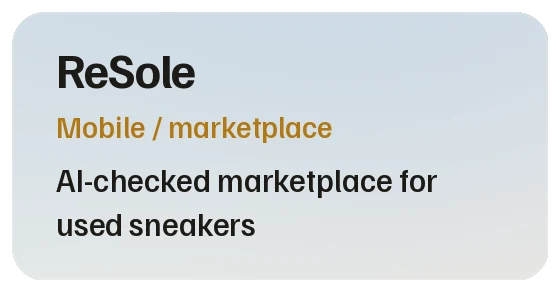 ReSole
Mobile / marketplace
AI-checked marketplace for
used sneakers